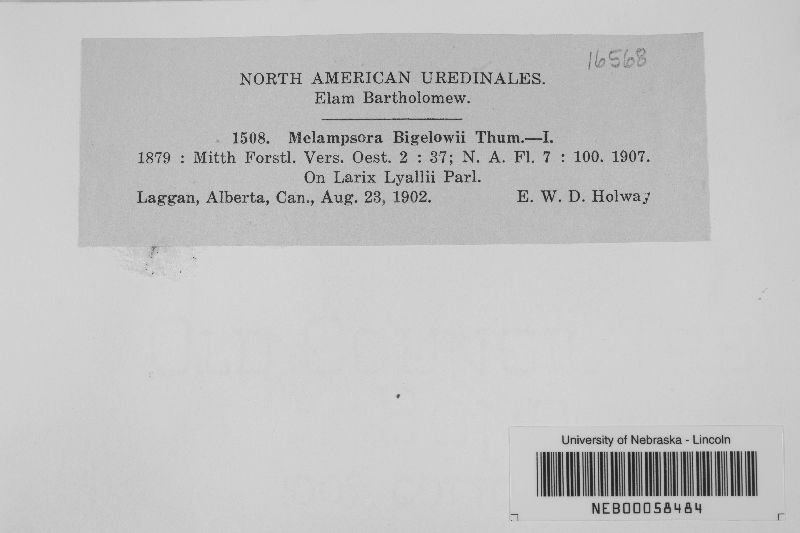 16568
NORTH AMERICAN UREDINALES.
Elam Bartholomew.
1508. Melampsora Bigelowii Thum.—I.
1879 : Mitth Forstl. Vers. Oest. 2 : 37; N. A. Fl. 7 : 100. 1907.
On Larix Lyallii Parl.
Laggan, Alberta, Can., Aug. 23, 1902. E. W. D. Holway
University of Nebraska - Lincoln
NEB00058484